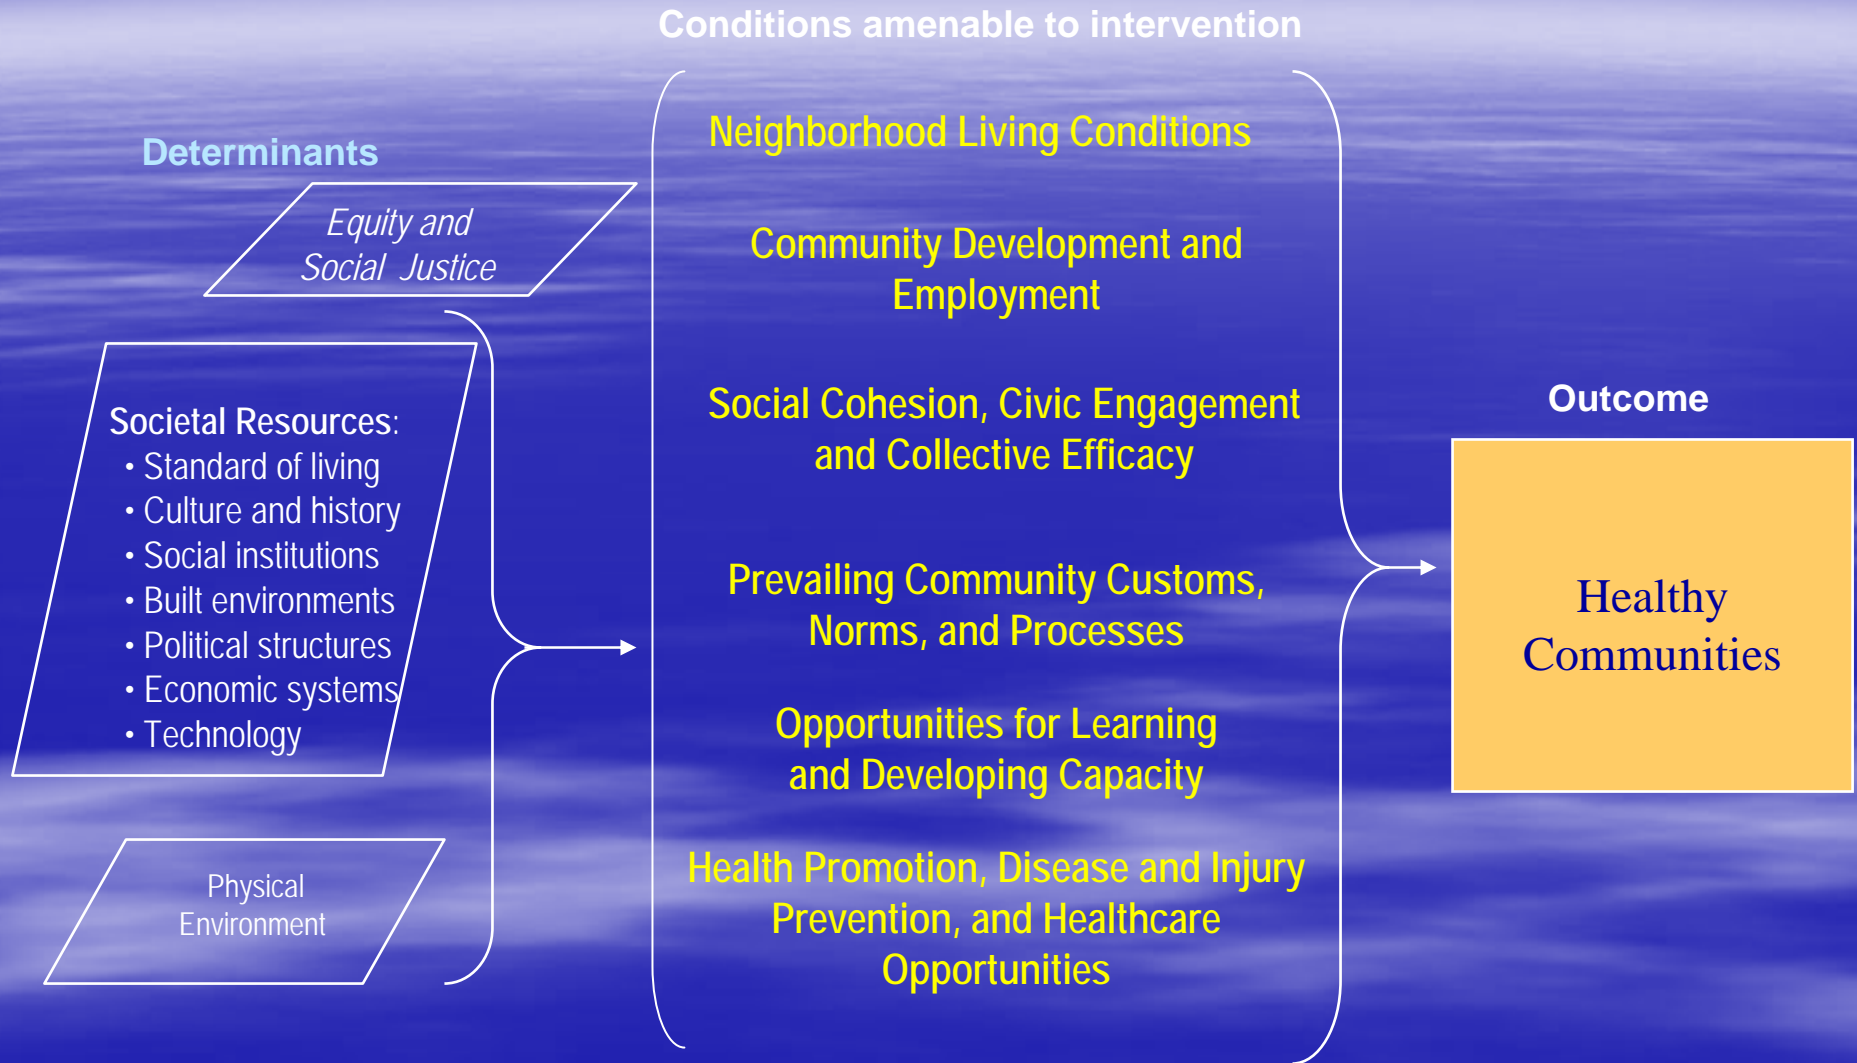 Conditions amenable to intervention
Determinants
Equity and
Social Justice
Societal Resources:
• Standard of living
• Culture and history
• Social institutions
• Built environments
• Political structures
• Economic systems
• Technology
Physical
Environment
Neighborhood Living Conditions
Community Development and
Employment
Social Cohesion, Civic Engagement
and Collective Efficacy
Prevailing Community Customs,
Norms, and Processes
Opportunities for Learning
and Developing Capacity
Health Promotion, Disease and Injury
Prevention, and Healthcare
Opportunities
Outcome
Healthy
Communities